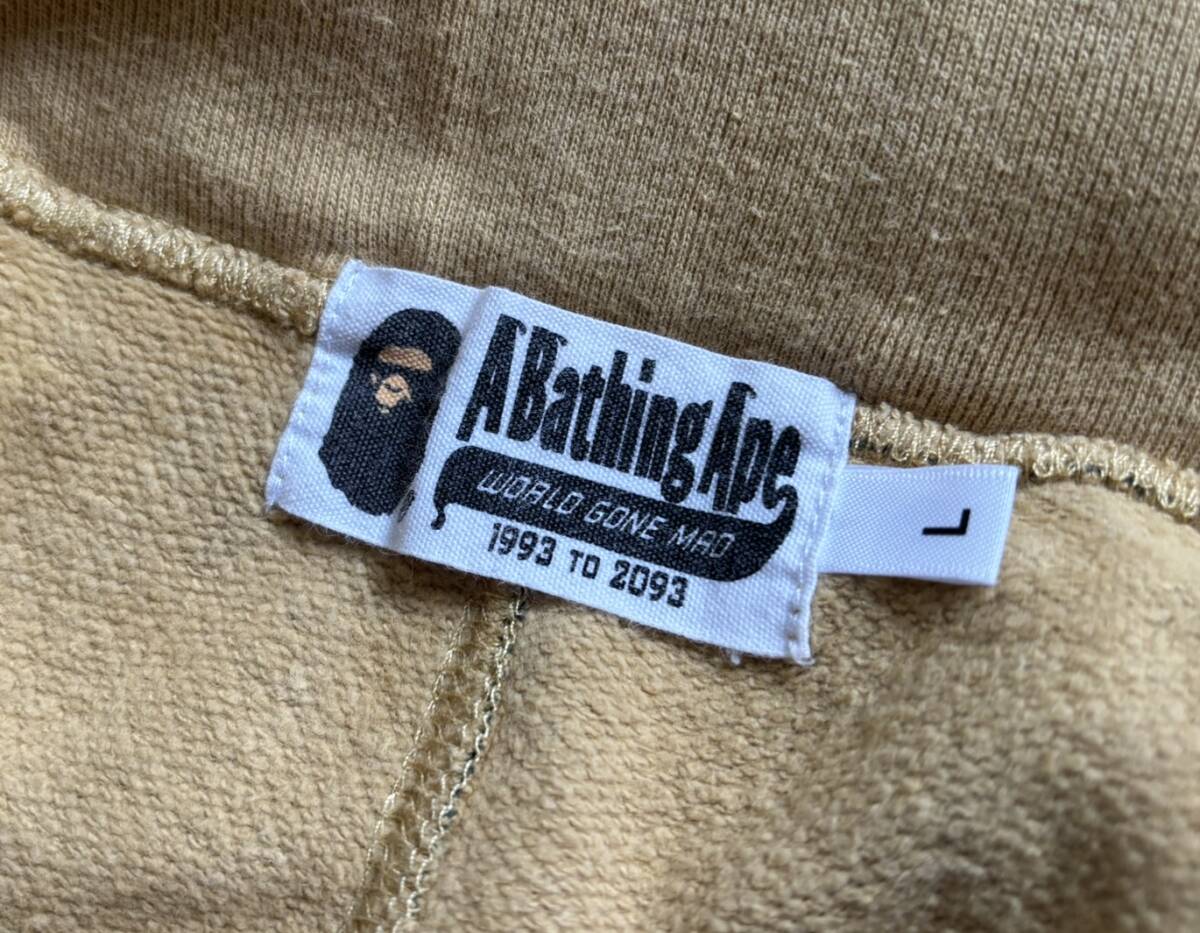 A Bathing Ape
WORLD GONE MAD
1993 TO 2093
L